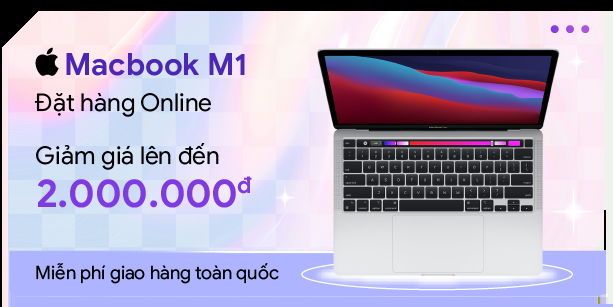 Macbook M1
Đặt hàng Online
Giảm giá lên đến
2.000.000đ
Miễn phí giao hàng toàn quốc